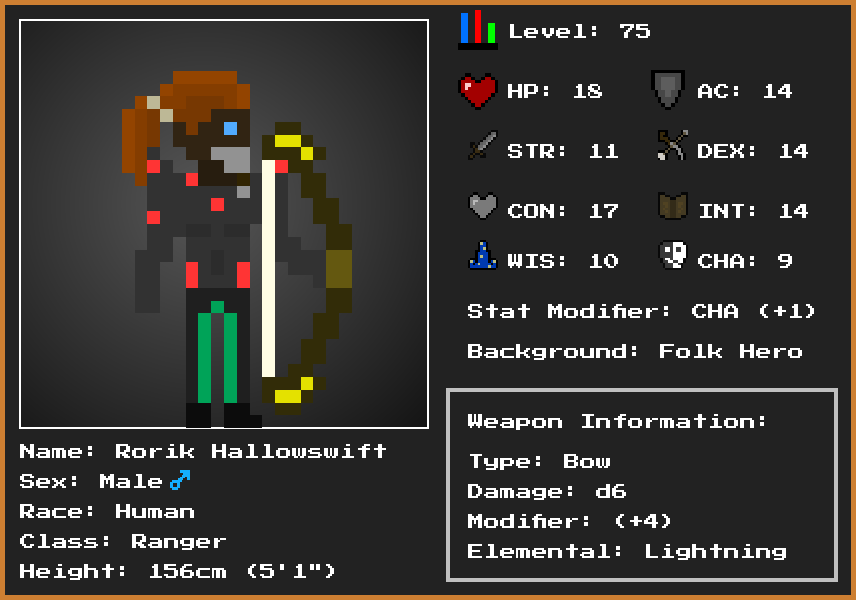 Level: 75
HP: 18
AC: 14
STR: 11
DEX: 14
CON: 17
INT: 14
WIS: 10
CHA: 9
Stat Modifier: CHA (+1)
Background: Folk Hero
Weapon Information:
Type: Bow
Damage: d6
Modifier: (+4)
Elemental: Lightning
Name: Rorik Hallowswift
Sex: Male ♂
Race: Human
Class: Ranger
Height: 156cm (5'1")